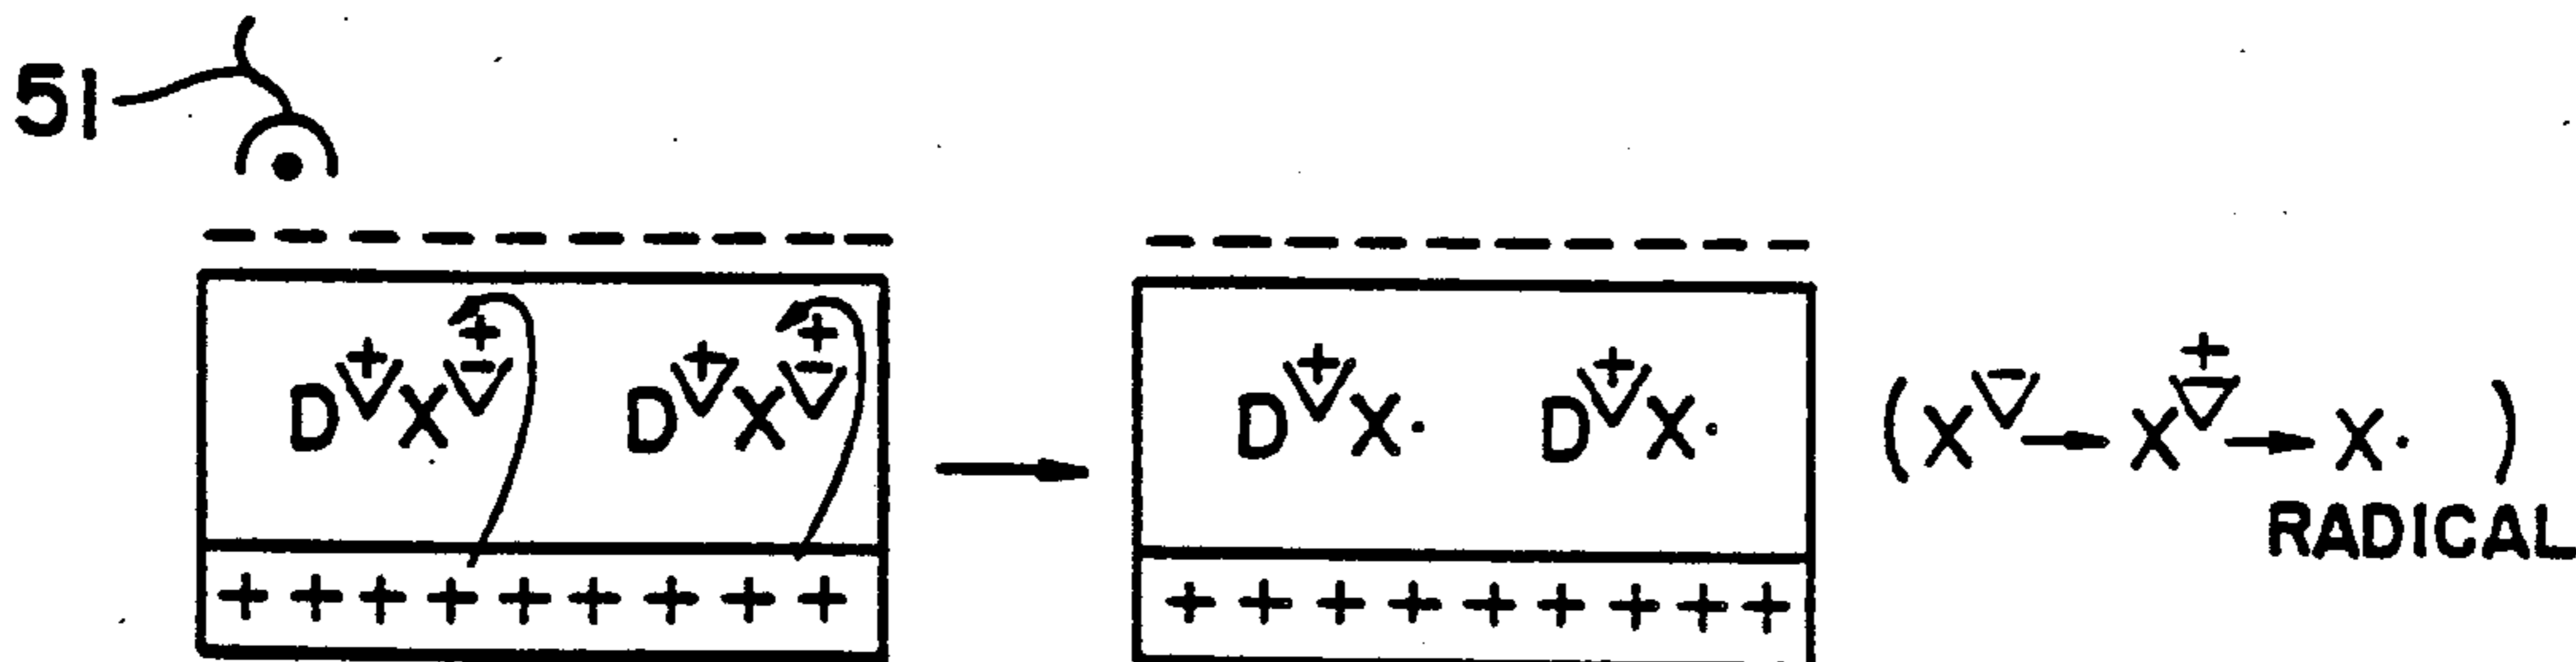 51
D+X-+ D+X-+
+ + + + + + + + +
D+X· D+X·
+ + + + + + + + +
(X- → X-+ → X·)
RADICAL